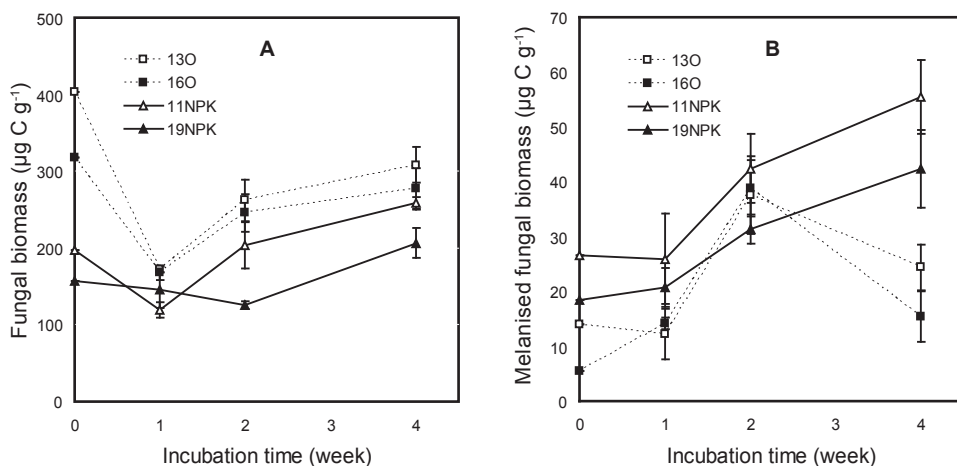 A
13O
16O
11NPK
19NPK
Fungal biomass (µg C g⁻¹)
500
400
300
200
100
0
0 1 2 3 4
Incubation time (week)
B
13O
16O
11NPK
19NPK
Melanised fungal biomass (µg C g⁻¹)
70
60
50
40
30
20
10
0
0 1 2 3 4
Incubation time (week)